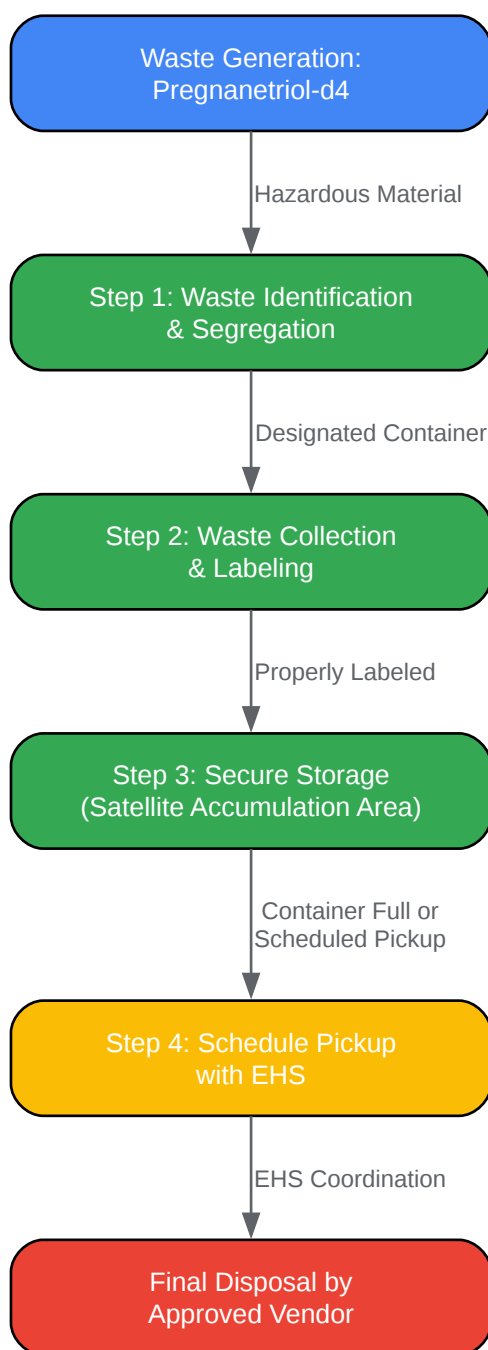 Waste Generation:
Pregnanetriol-d4
Hazardous Material
Step 1: Waste Identification
& Segregation
Designated Container
Step 2: Waste Collection
& Labeling
Properly Labeled
Step 3: Secure Storage
(Satellite Accumulation Area)
Container Full or
Scheduled Pickup
Step 4: Schedule Pickup
with EHS
EHS Coordination
Final Disposal by
Approved Vendor